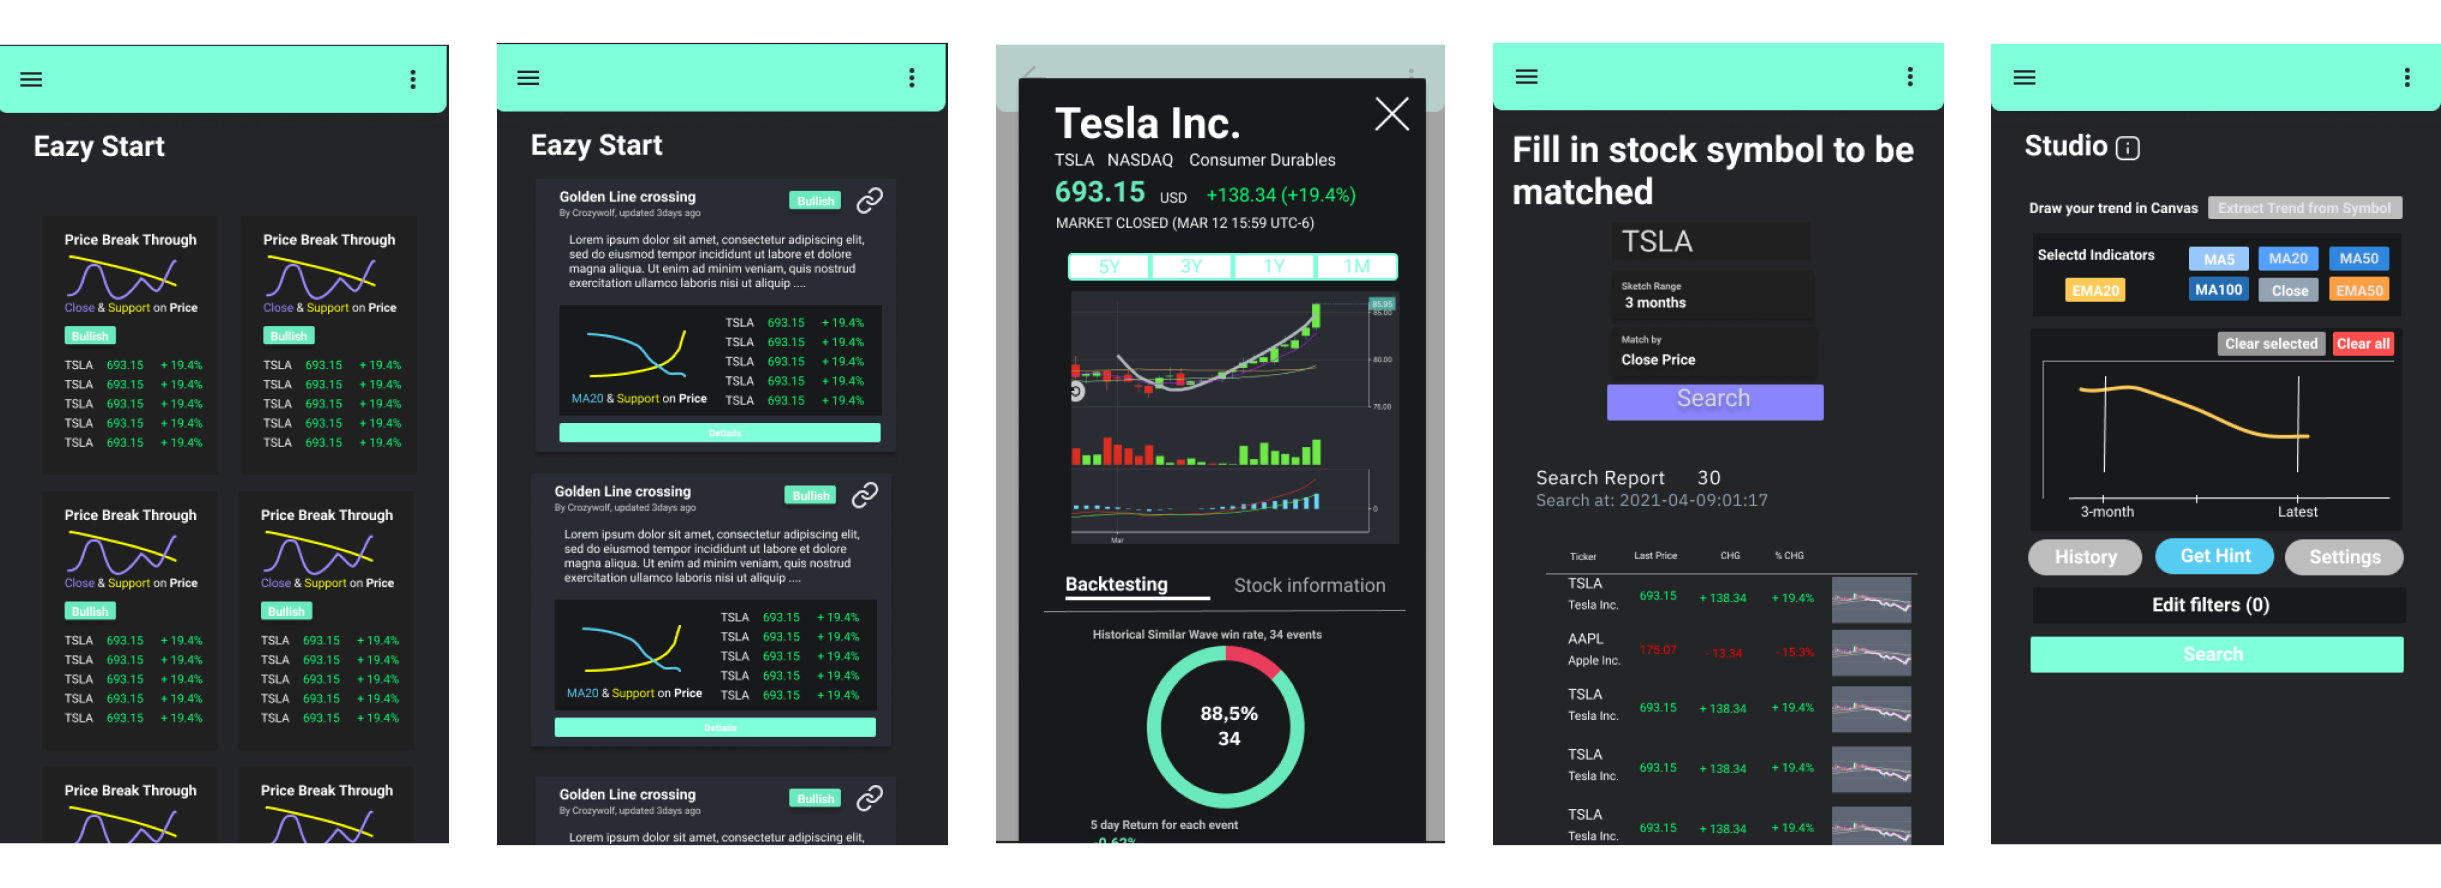 Eazy Start
Price Break Through
Close & Support on Price
Bullish
TSLA 693.15 + 19.4%
TSLA 693.15 + 19.4%
TSLA 693.15 + 19.4%
TSLA 693.15 + 19.4%
TSLA 693.15 + 19.4%
Price Break Through
Close & Support on Price
Bullish
TSLA 693.15 + 19.4%
TSLA 693.15 + 19.4%
TSLA 693.15 + 19.4%
TSLA 693.15 + 19.4%
TSLA 693.15 + 19.4%
Price Break Through
Close & Support on Price
Bullish
TSLA 693.15 + 19.4%
TSLA 693.15 + 19.4%
TSLA 693.15 + 19.4%
TSLA 693.15 + 19.4%
TSLA 693.15 + 19.4%
Price Break Through
Close & Support on Price
Bullish
TSLA 693.15 + 19.4%
TSLA 693.15 + 19.4%
TSLA 693.15 + 19.4%
TSLA 693.15 + 19.4%
TSLA 693.15 + 19.4%
Price Break Through
Price Break Through
Eazy Start
Golden Line crossing
By Crozywolf, updated 3days ago
Bullish
Lorem ipsum dolor sit amet, consectetur adipiscing elit,
sed do eiusmod tempor incididunt ut labore et dolore
magna aliqua. Ut enim ad minim veniam, quis nostrud
exercitation ullamco laboris nisi ut aliquip ....
MA20 & Support on Price
TSLA 693.15 + 19.4%
TSLA 693.15 + 19.4%
TSLA 693.15 + 19.4%
TSLA 693.15 + 19.4%
TSLA 693.15 + 19.4%
Golden Line crossing
By Crozywolf, updated 3days ago
Bullish
Lorem ipsum dolor sit amet, consectetur adipiscing elit,
sed do eiusmod tempor incididunt ut labore et dolore
magna aliqua. Ut enim ad minim veniam, quis nostrud
exercitation ullamco laboris nisi ut aliquip ....
MA20 & Support on Price
TSLA 693.15 + 19.4%
TSLA 693.15 + 19.4%
TSLA 693.15 + 19.4%
TSLA 693.15 + 19.4%
TSLA 693.15 + 19.4%
Golden Line crossing
By Crozywolf, updated 3days ago
Bullish
Lorem ipsum dolor sit amet, consectetur adipiscing elit,
Tesla Inc.
TSLA NASDAQ Consumer Durables
693.15 USD +138.34 (+19.4%)
MARKET CLOSED (MAR 12 15:59 UTC-6)
5Y 3Y 1Y 1M
85.95
85.00
80.00
75.00
0
Mar
Backtesting Stock information
Historical Similar Wave win rate, 34 events
88,5%
34
5 day Return for each event
-0.62%
Fill in stock symbol to be
matched
TSLA
Sketch Range
3 months
Match by
Close Price
Search
Search Report 30
Search at: 2021-04-09:01:17
Ticker Last Price CHG % CHG
TSLA
Tesla Inc. 693.15 + 138.34 + 19.4%
AAPL
Apple Inc. 175.07 - 13.34 - 15.3%
TSLA
Tesla Inc. 693.15 + 138.34 + 19.4%
TSLA
Tesla Inc. 693.15 + 138.34 + 19.4%
TSLA
Tesla Inc. 693.15 + 138.34 + 19.4%
Studio i
Draw your trend in Canvas Extract Trend from Symbol
Selectd Indicators
MA5 MA20 MA50
EMA20 MA100 Close EMA50
Clear selected Clear all
3-month Latest
History Get Hint Settings
Edit filters (0)
Search